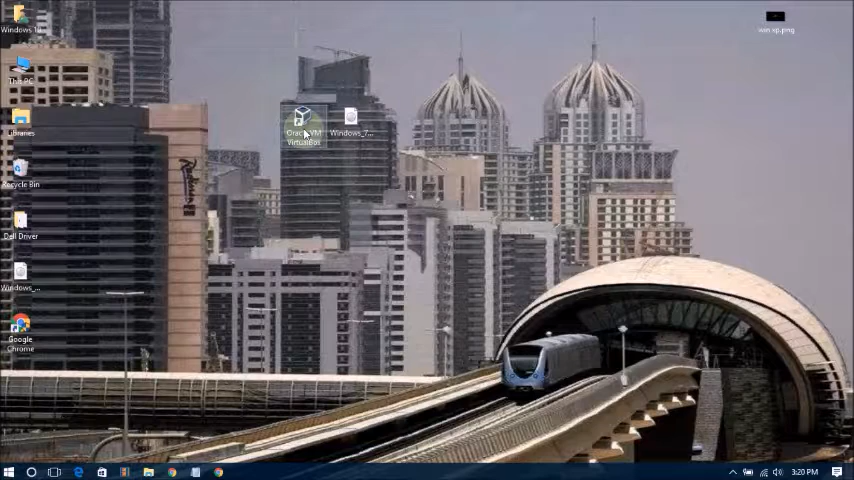 Windows 10
This PC
Libraries
Recycle Bin
Dell Driver
Windows_...
Google
Chrome
Oracle VM
VirtualBox
Windows_7...
win xp.png
Radisson
3:20 PM